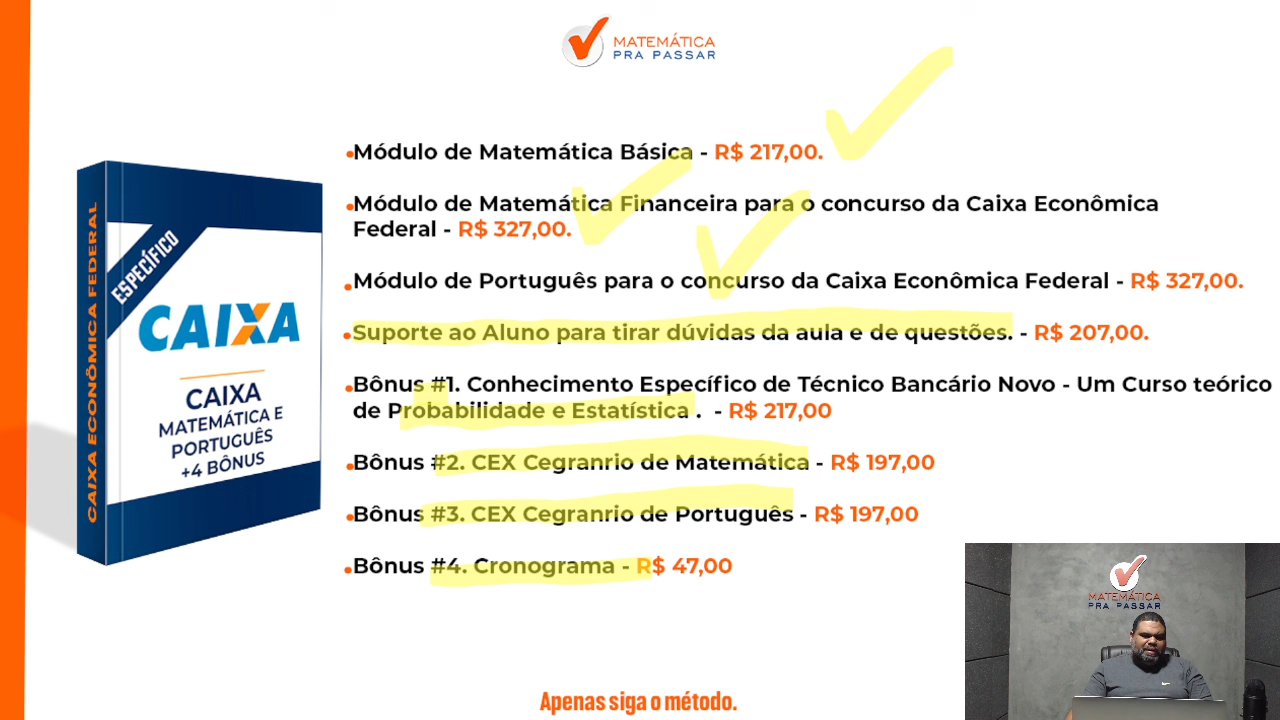 MATEMÁTICA
PRA PASSAR
•Módulo de Matemática Básica - R$ 217,00.
•Módulo de Matemática Financeira para o concurso da Caixa Econômica
Federal - R$ 327,00.
•Módulo de Português para o concurso da Caixa Econômica Federal - R$ 327,00.
•Suporte ao Aluno para tirar dúvidas da aula e de questões. - R$ 207,00.
•Bônus #1. Conhecimento Específico de Técnico Bancário Novo - Um Curso teórico
de Probabilidade e Estatística . - R$ 217,00
•Bônus #2. CEX Cegranrio de Matemática - R$ 197,00
•Bônus #3. CEX Cegranrio de Português - R$ 197,00
•Bônus #4. Cronograma - R$ 47,00
CAIXA ECONÔMICA FEDERAL
ESPECÍFICO
CAIXA
CAIXA
MATEMÁTICA E
PORTUGUÊS
+4 BÔNUS
MATEMÁTICA
PRA PASSAR
Apenas siga o método.